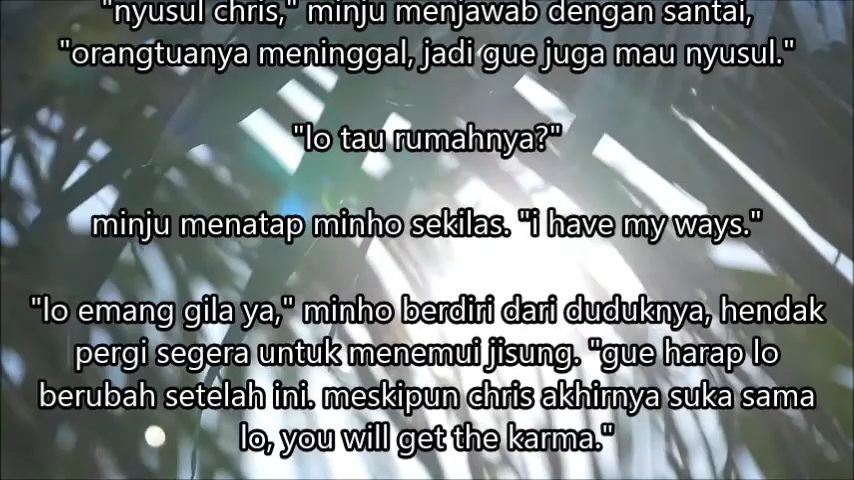 "nyusul chris," minju menjawab dengan santai,
"orangtuanya meninggal, jadi gue juga mau nyusul."
"lo tau rumahnya?"
minju menatap minho sekilas. "i have my ways."
"lo emang gila ya," minho berdiri dari duduknya, hendak
pergi segera untuk menemui jisung. "gue harap lo
berubah setelah ini. meskipun chris akhirnya suka sama
lo, you will get the karma."